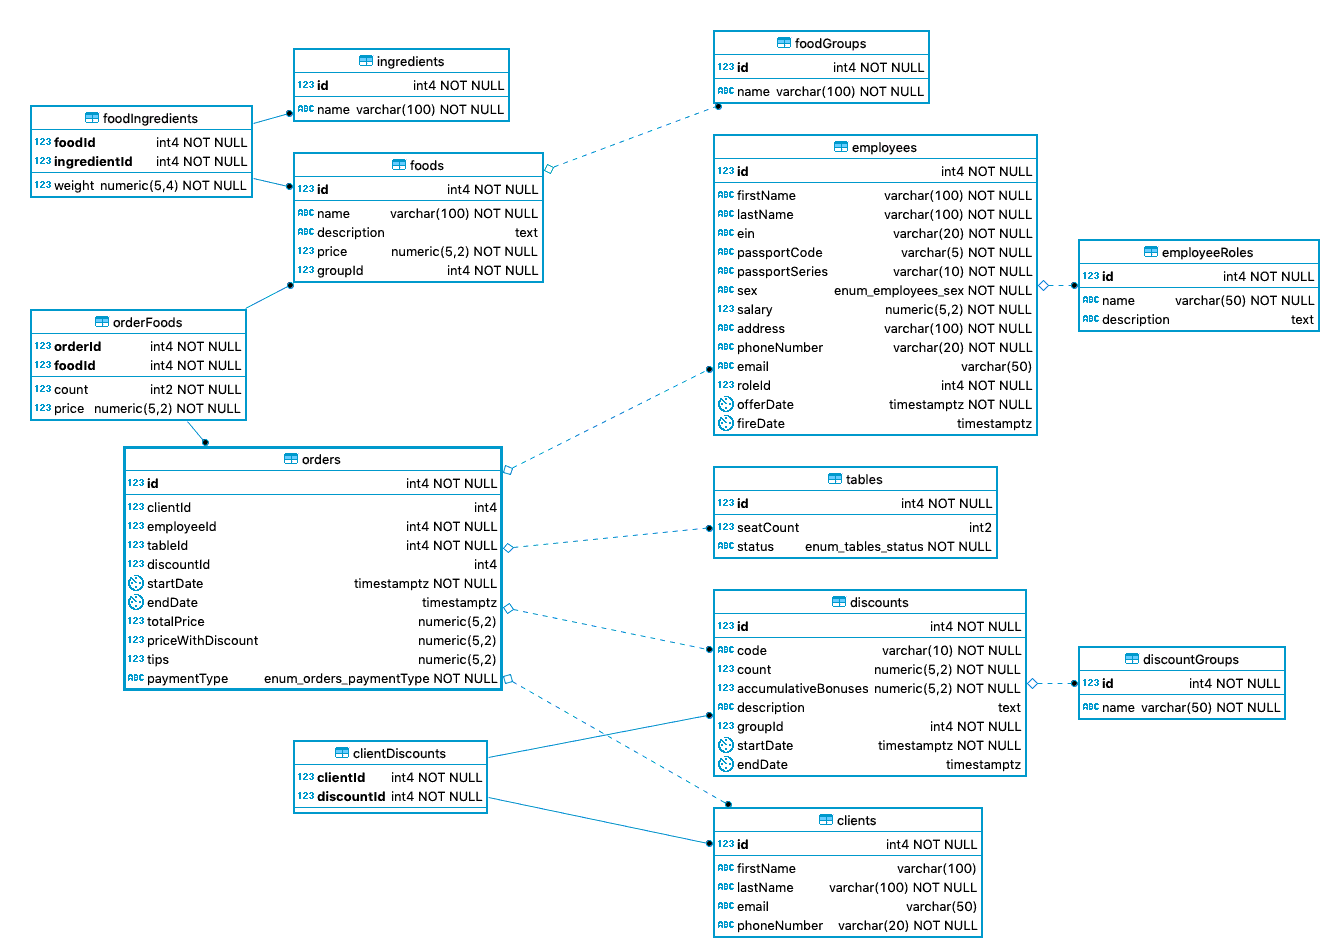 ingredients
123 id int4 NOT NULL
ABC name varchar(100) NOT NULL
foodGroups
123 id int4 NOT NULL
ABC name varchar(100) NOT NULL
foodIngredients
123 foodId int4 NOT NULL
123 ingredientId int4 NOT NULL
123 weight numeric(5,4) NOT NULL
foods
123 id int4 NOT NULL
ABC name varchar(100) NOT NULL
ABC description text
123 price numeric(5,2) NOT NULL
123 groupId int4 NOT NULL
employees
123 id int4 NOT NULL
ABC firstName varchar(100) NOT NULL
ABC lastName varchar(100) NOT NULL
ABC ein varchar(20) NOT NULL
ABC passportCode varchar(5) NOT NULL
ABC passportSeries varchar(10) NOT NULL
ABC sex enum_employees_sex NOT NULL
123 salary numeric(5,2) NOT NULL
ABC address varchar(100) NOT NULL
ABC phoneNumber varchar(20) NOT NULL
ABC email varchar(50)
123 roleId int4 NOT NULL
offerDate timestamptz NOT NULL
fireDate timestamptz
employeeRoles
123 id int4 NOT NULL
ABC name varchar(50) NOT NULL
ABC description text
orderFoods
123 orderId int4 NOT NULL
123 foodId int4 NOT NULL
123 count int2 NOT NULL
123 price numeric(5,2) NOT NULL
orders
123 id int4 NOT NULL
123 clientId int4
123 employeeId int4 NOT NULL
123 tableId int4 NOT NULL
123 discountId int4
startDate timestamptz NOT NULL
endDate timestamptz
123 totalPrice numeric(5,2)
123 priceWithDiscount numeric(5,2)
123 tips numeric(5,2)
ABC paymentType enum_orders_paymentType NOT NULL
tables
123 id int4 NOT NULL
123 seatCount int2
ABC status enum_tables_status NOT NULL
discounts
123 id int4 NOT NULL
ABC code varchar(10) NOT NULL
123 count numeric(5,2) NOT NULL
123 accumulativeBonuses numeric(5,2) NOT NULL
ABC description text
123 groupId int4 NOT NULL
startDate timestamptz NOT NULL
endDate timestamptz
discountGroups
123 id int4 NOT NULL
ABC name varchar(50) NOT NULL
clientDiscounts
123 clientId int4 NOT NULL
123 discountId int4 NOT NULL
clients
123 id int4 NOT NULL
ABC firstName varchar(100)
ABC lastName varchar(100) NOT NULL
ABC email varchar(50)
ABC phoneNumber varchar(20) NOT NULL